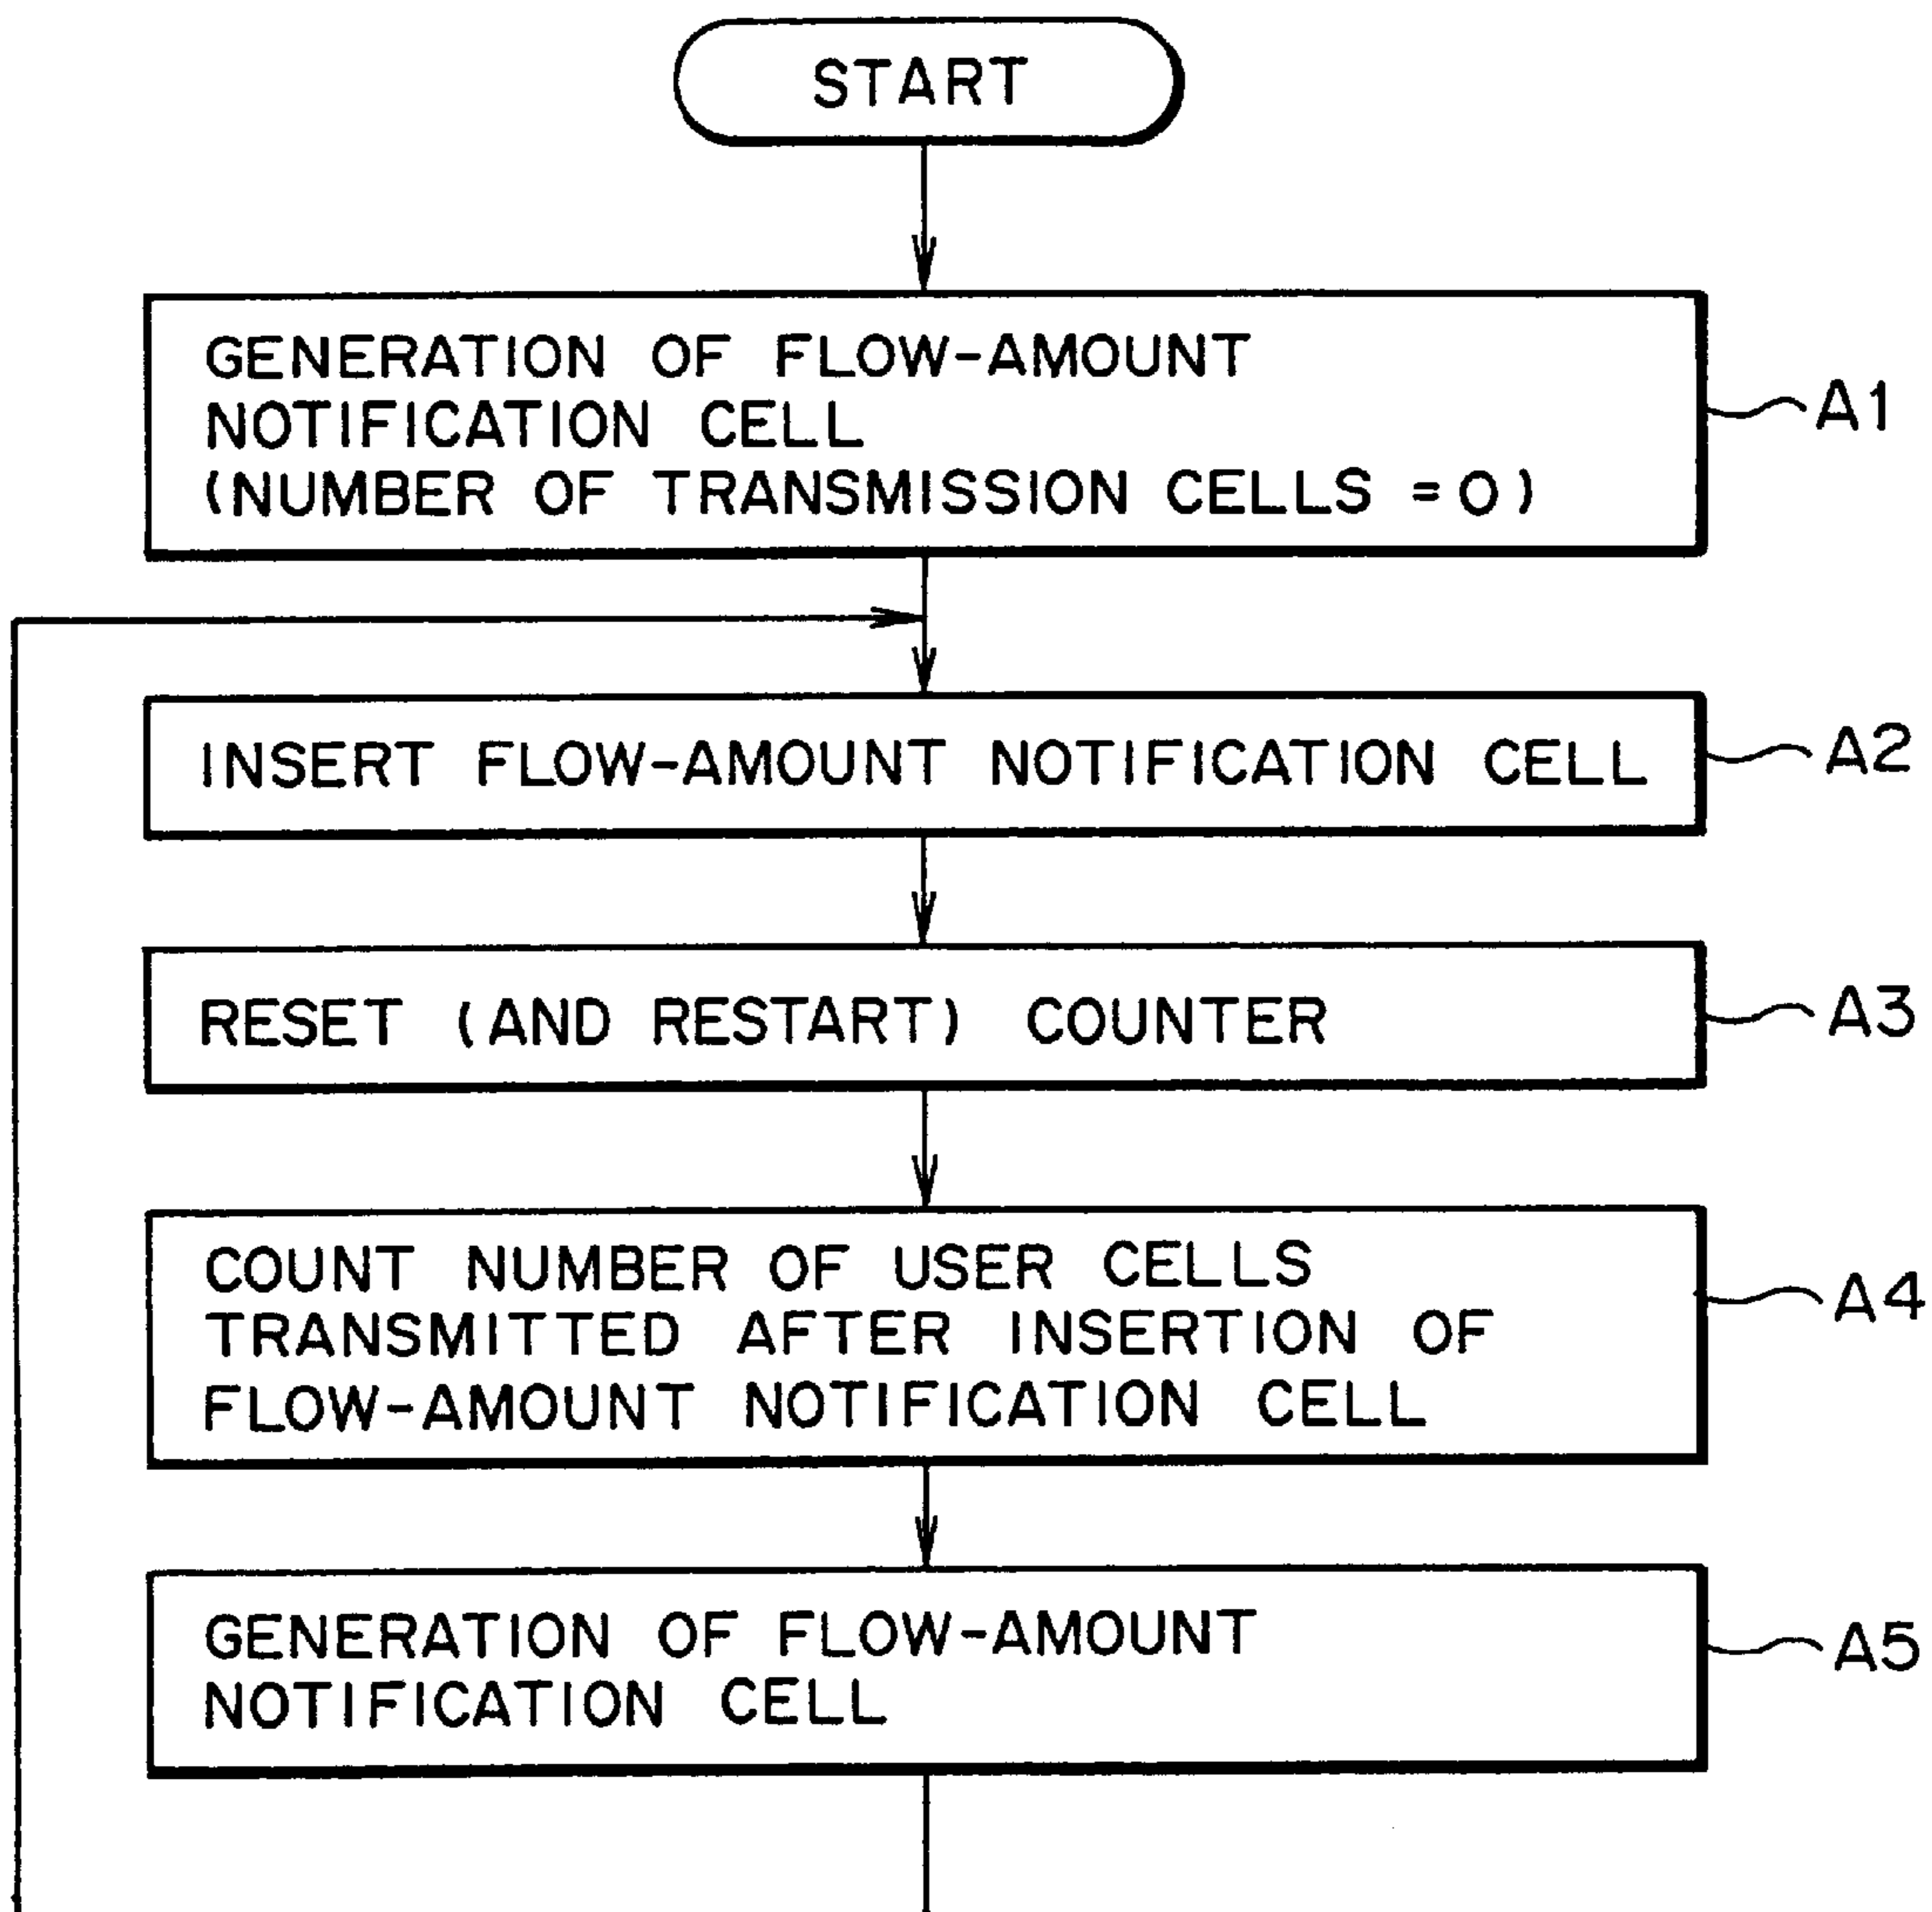 START
GENERATION OF FLOW-AMOUNT
NOTIFICATION CELL
(NUMBER OF TRANSMISSION CELLS =0)
A1
INSERT FLOW-AMOUNT NOTIFICATION CELL
A2
RESET (AND RESTART) COUNTER
A3
COUNT NUMBER OF USER CELLS
TRANSMITTED AFTER INSERTION OF
FLOW-AMOUNT NOTIFICATION CELL
A4
GENERATION OF FLOW-AMOUNT
NOTIFICATION CELL
A5